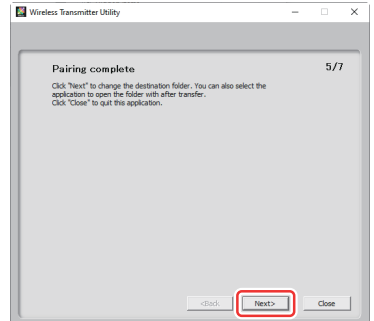 Wireless Transmitter Utility
Pairing complete 5/7
Click "Next" to change the destination folder. You can also select the
application to open the folder with after transfer.
Click "Close" to quit this application.
<Back Next> Close